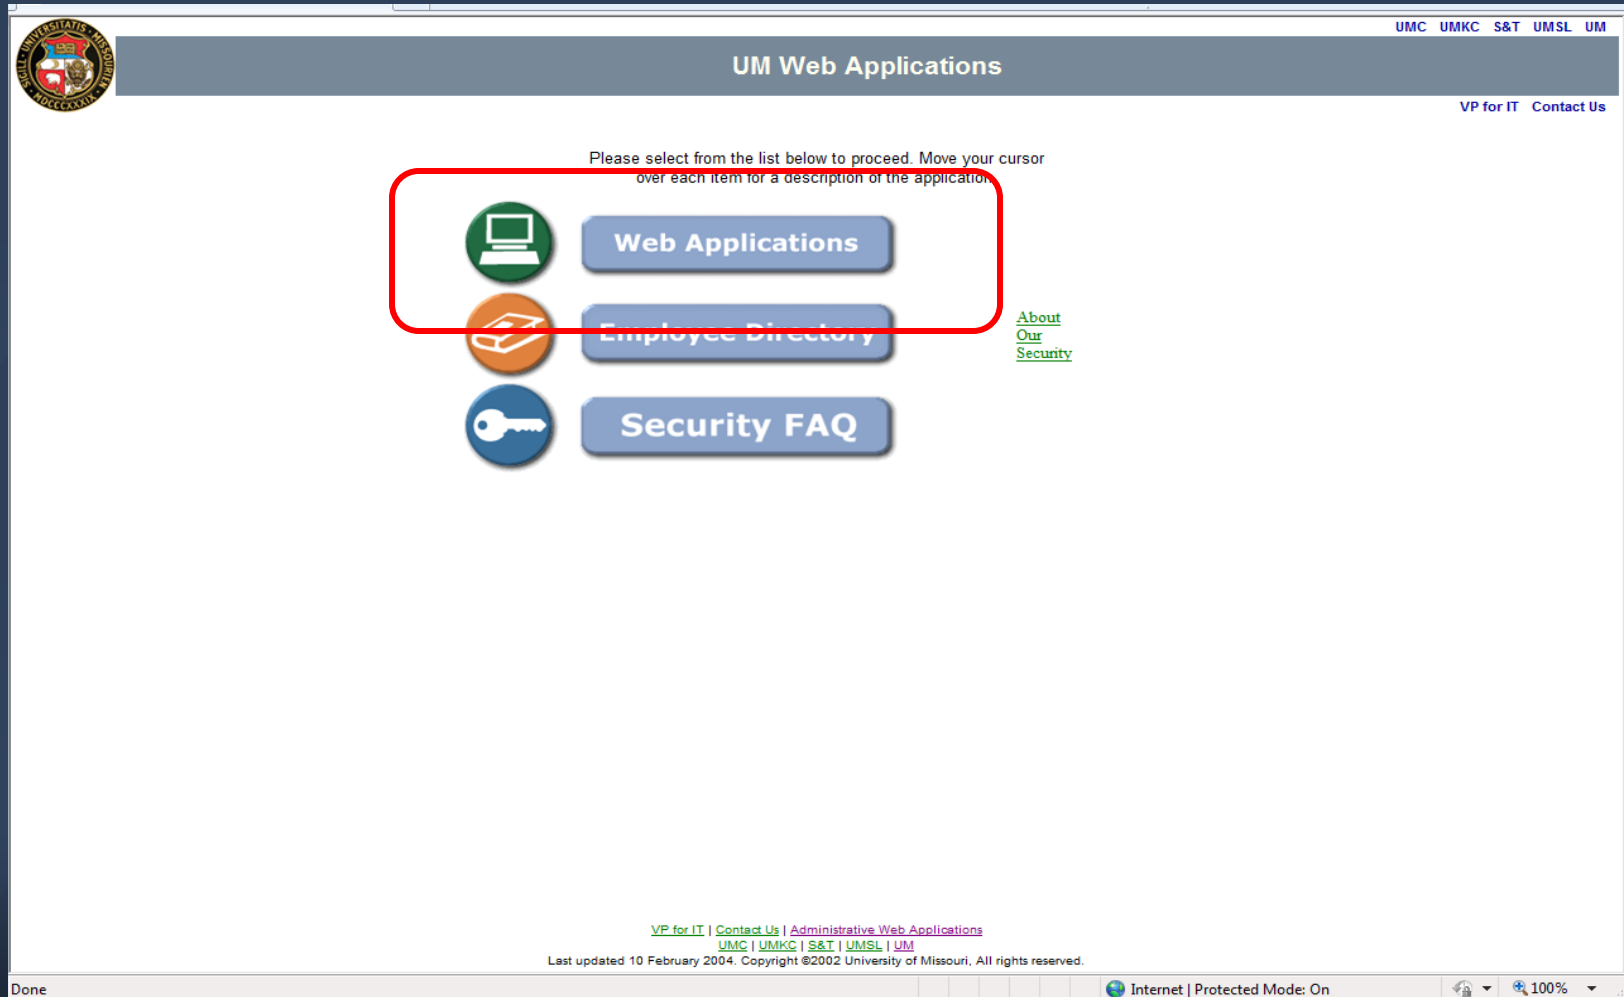 UMC UMKC S&T UMSL UM
UM Web Applications
VP for IT Contact Us
Please select from the list below to proceed. Move your cursor
over each item for a description of the application.
Web Applications
Employee Directory
About
Our
Security
Security FAQ
VP for IT | Contact Us | Administrative Web Applications
UMC | UMKC | S&T | UMSL | UM
Last updated 10 February 2004. Copyright ©2002 University of Missouri, All rights reserved.
Done
Internet | Protected Mode: On
100%